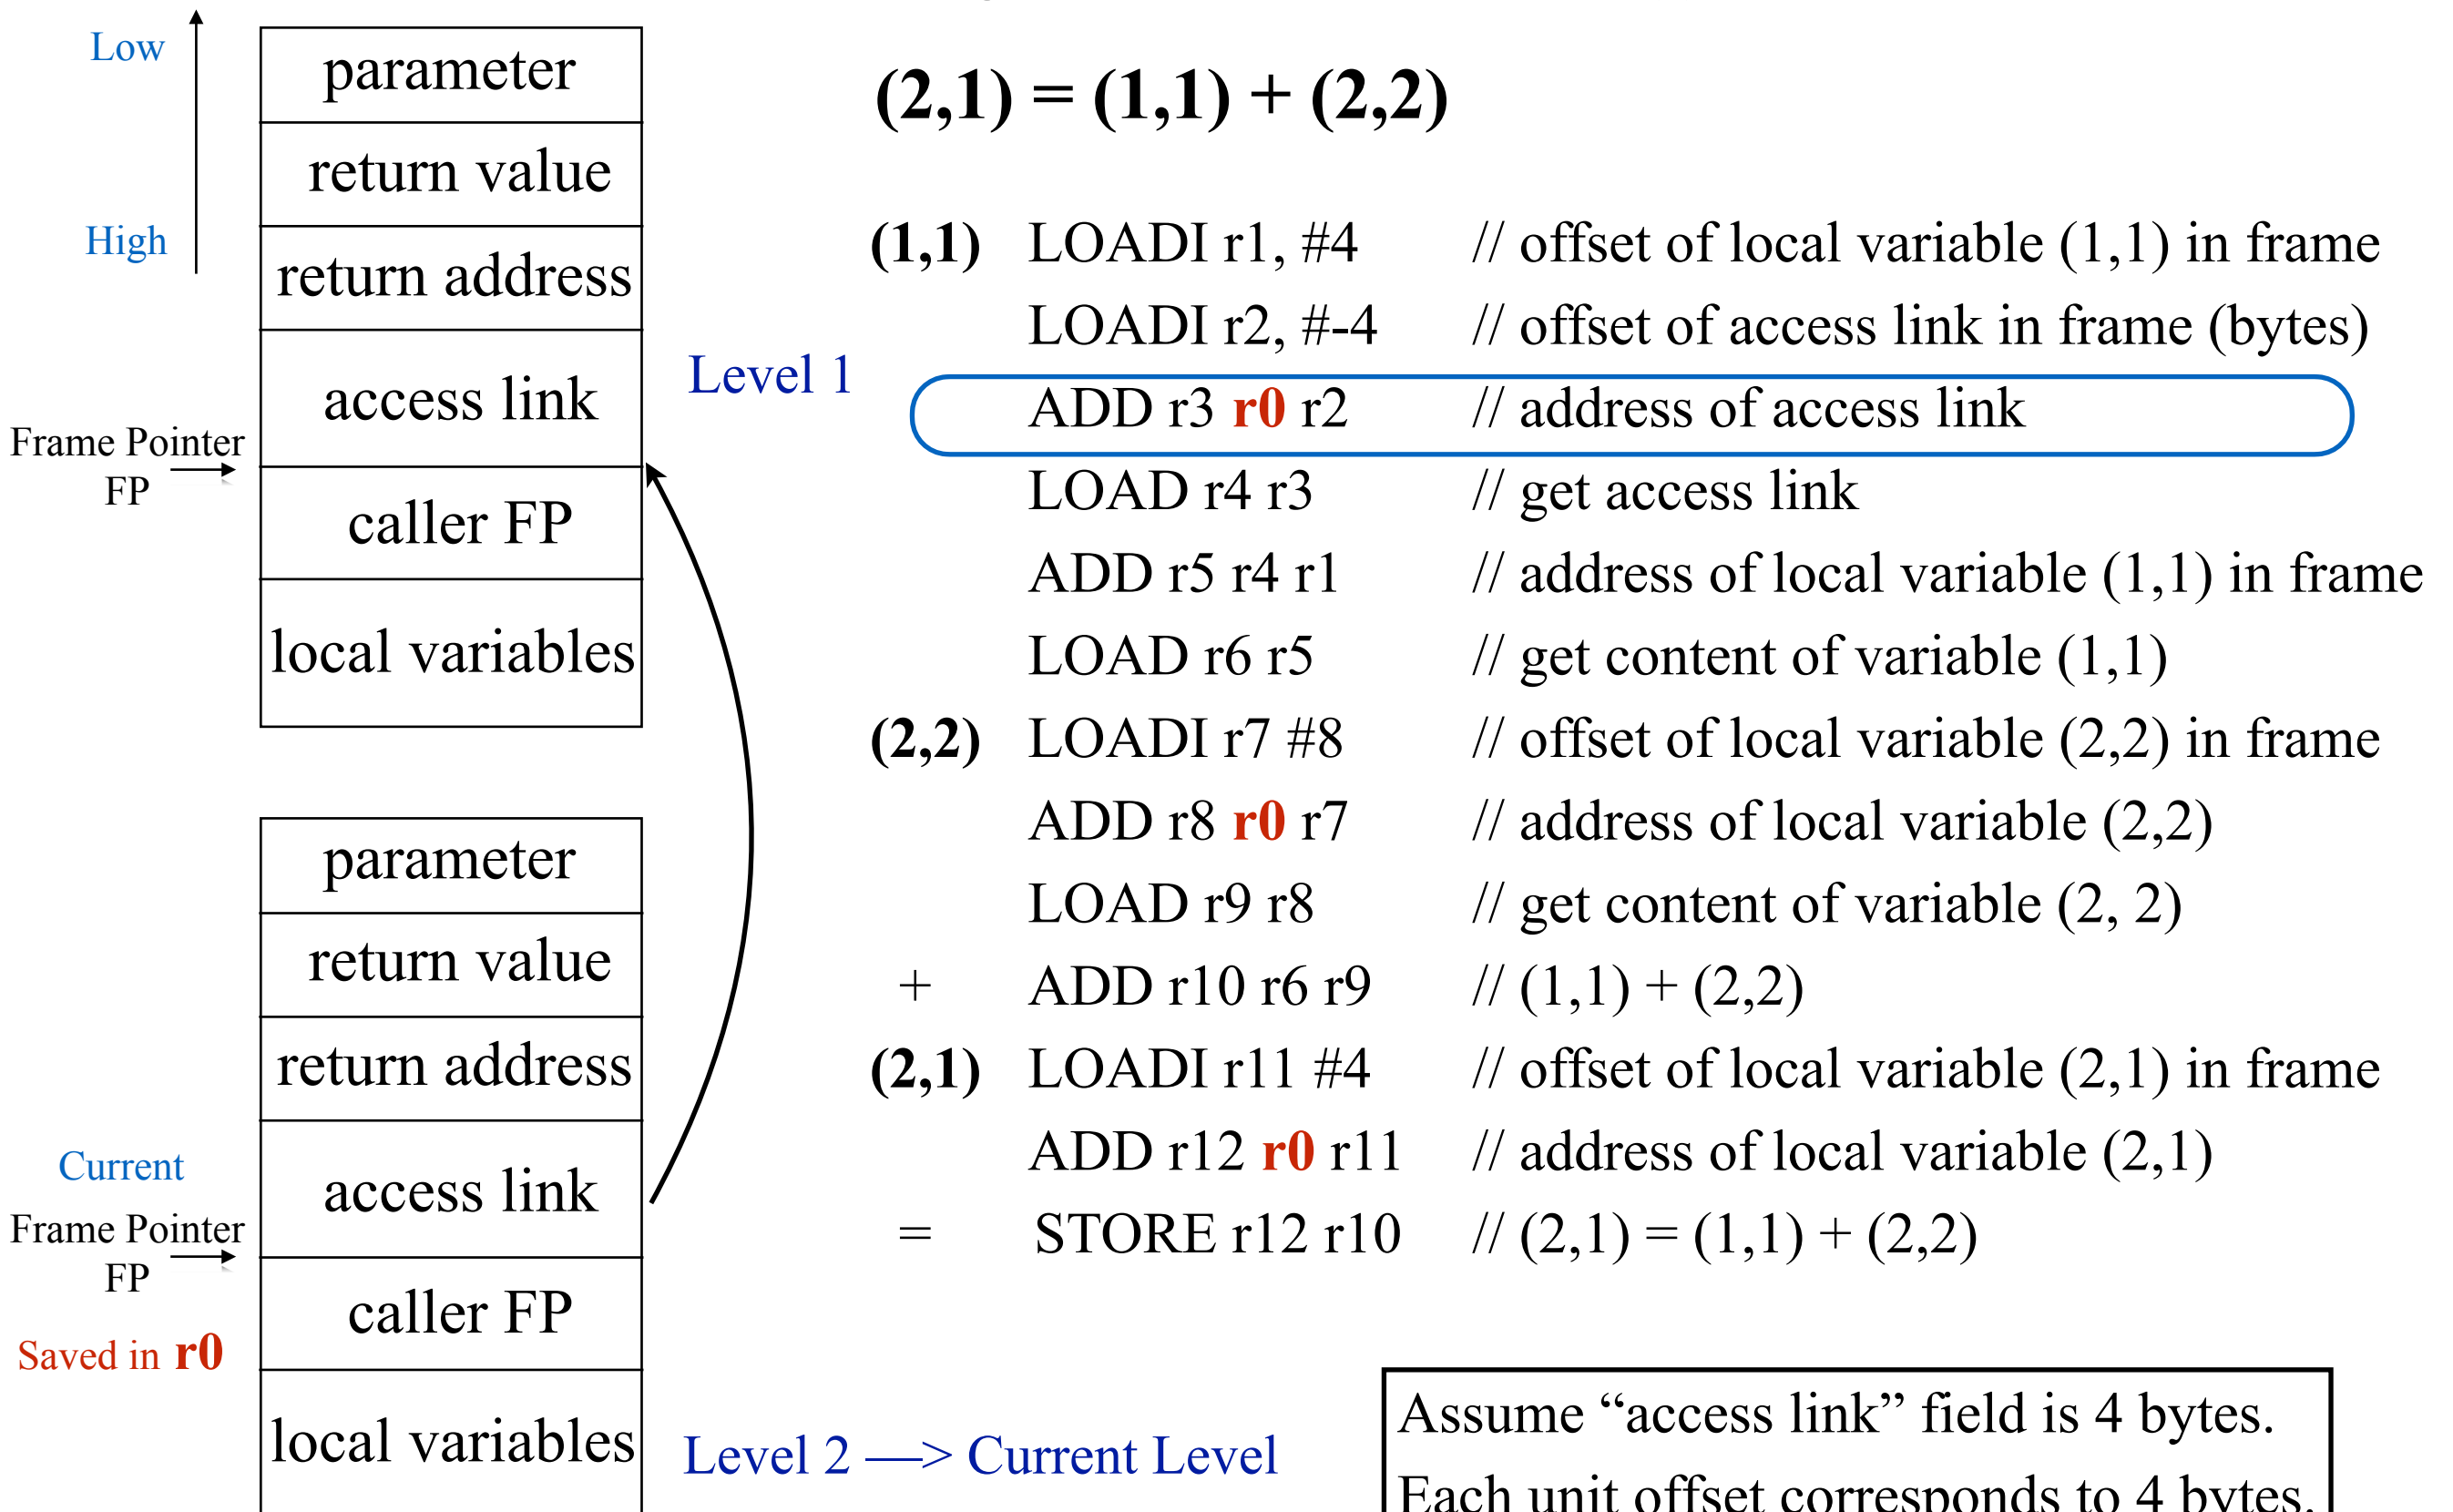 Low
High
parameter
return value
return address
access link
Frame Pointer
FP
caller FP
local variables
Level 1
parameter
return value
return address
access link
Current
Frame Pointer
FP
Saved in r0
caller FP
local variables
Level 2 —> Current Level
(2,1) = (1,1) + (2,2)
(1,1) LOADI r1, #4 // offset of local variable (1,1) in frame
LOADI r2, #-4 // offset of access link in frame (bytes)
ADD r3 r0 r2 // address of access link
LOAD r4 r3 // get access link
ADD r5 r4 r1 // address of local variable (1,1) in frame
LOAD r6 r5 // get content of variable (1,1)
(2,2) LOADI r7 #8 // offset of local variable (2,2) in frame
ADD r8 r0 r7 // address of local variable (2,2)
LOAD r9 r8 // get content of variable (2, 2)
+ ADD r10 r6 r9 // (1,1) + (2,2)
(2,1) LOADI r11 #4 // offset of local variable (2,1) in frame
ADD r12 r0 r11 // address of local variable (2,1)
= STORE r12 r10 // (2,1) = (1,1) + (2,2)
Assume “access link” field is 4 bytes.
Each unit offset corresponds to 4 bytes.